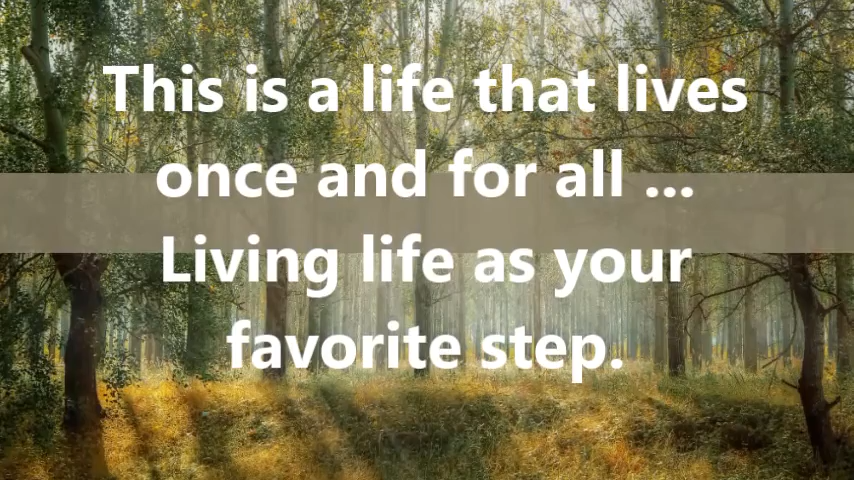 This is a life that lives
once and for all ...
Living life as your
favorite step.